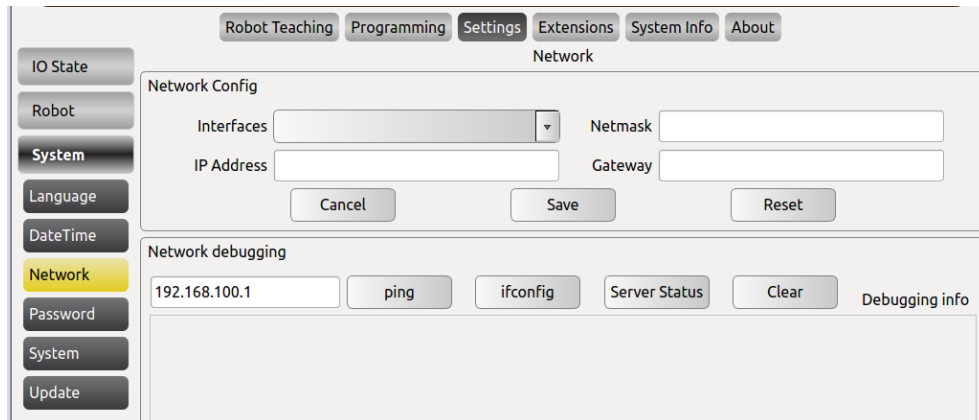 Robot Teaching Programming Settings Extensions System Info About
Network
IO State
Robot
System
Language
DateTime
Network
Password
System
Update
Network Config
Interfaces Netmask
IP Address Gateway
Cancel Save Reset
Network debugging
192.168.100.1 ping ifconfig Server Status Clear Debugging info